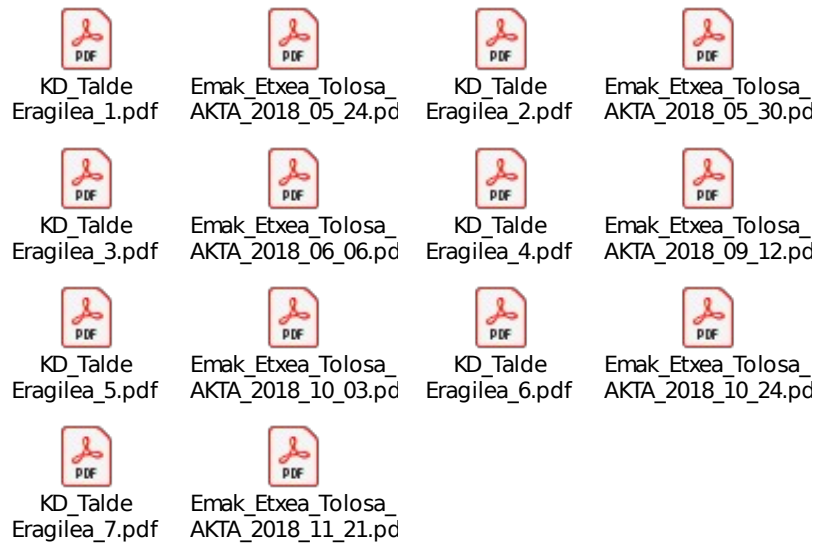 PDF PDF PDF PDF
KD_Talde Emak_Etxea_Tolosa_ KD_Talde Emak_Etxea_Tolosa_
Eragilea_1.pdf AKTA_2018_05_24.pd Eragilea_2.pdf AKTA_2018_05_30.pd
PDF PDF PDF PDF
KD_Talde Emak_Etxea_Tolosa_ KD_Talde Emak_Etxea_Tolosa_
Eragilea_3.pdf AKTA_2018_06_06.pd Eragilea_4.pdf AKTA_2018_09_12.pd
PDF PDF PDF PDF
KD_Talde Emak_Etxea_Tolosa_ KD_Talde Emak_Etxea_Tolosa_
Eragilea_5.pdf AKTA_2018_10_03.pd Eragilea_6.pdf AKTA_2018_10_24.pd
PDF PDF
KD_Talde Emak_Etxea_Tolosa_
Eragilea_7.pdf AKTA_2018_11_21.pd